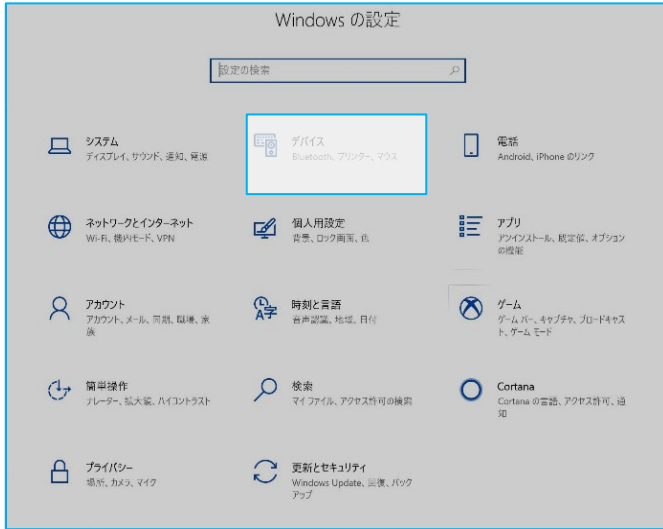 Windows の設定
設定の検索
システム
ディスプレイ、サウンド、通知、電源
デバイス
Bluetooth、プリンター、マウス
電話
Android、iPhone のリンク
ネットワークとインターネット
Wi-Fi、機内モード、VPN
個人用設定
背景、ロック画面、色
アプリ
アンインストール、既定値、オプション
の機能
アカウント
アカウント、メール、同期、職場、家
族
時刻と言語
音声認識、地域、日付
ゲーム
ゲーム バー、キャプチャ、ブロードキャス
ト、ゲーム モード
簡単操作
ナレーター、拡大鏡、ハイコントラスト
検索
マイ ファイル、アクセス許可の検索
Cortana
Cortana の言語、アクセス許可、通
知
プライバシー
場所、カメラ、マイク
更新とセキュリティ
Windows Update、回復、バック
アップ